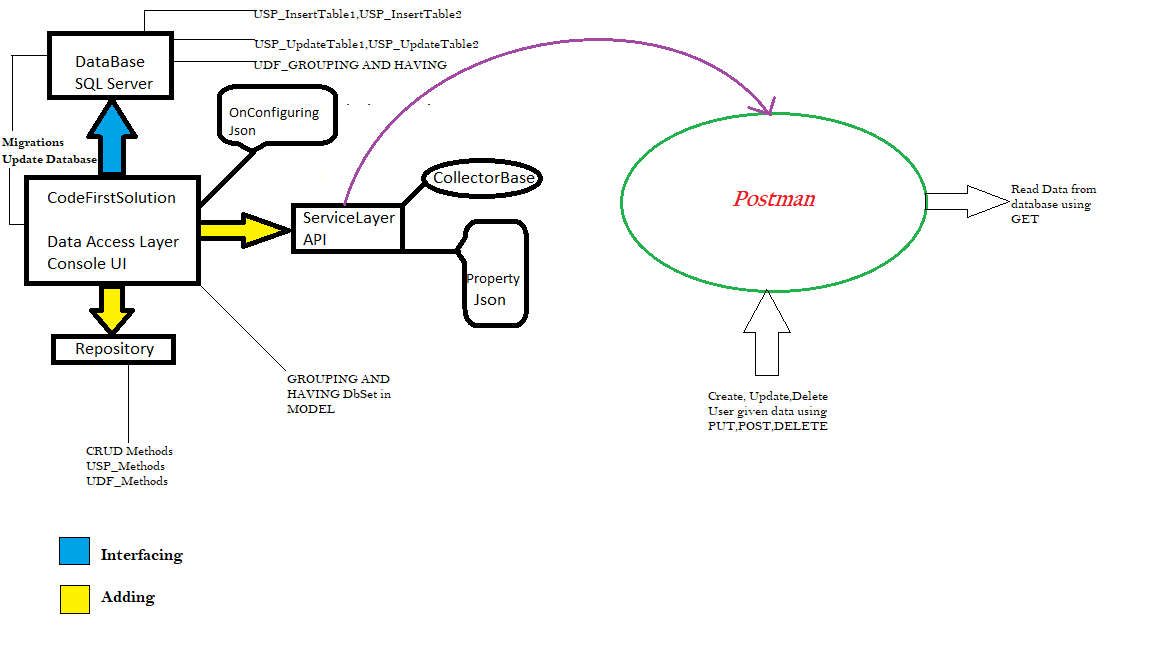 USP_InsertTable1,USP_InsertTable2
USP_UpdateTable1,USP_UpdateTable2
UDF_GROUPING AND HAVING
DataBase
SQL Server
OnConfiguring
Json
Migrations
Update Database
CodeFirstSolution
Data Access Layer
Console UI
ServiceLayer
API
CollectorBase
Property
Json
Postman
Read Data from
database using
GET
Repository
GROUPING AND
HAVING DbSet in
MODEL
Create, Update,Delete
User given data using
PUT,POST,DELETE
CRUD Methods
USP_Methods
UDF_Methods
Interfacing
Adding